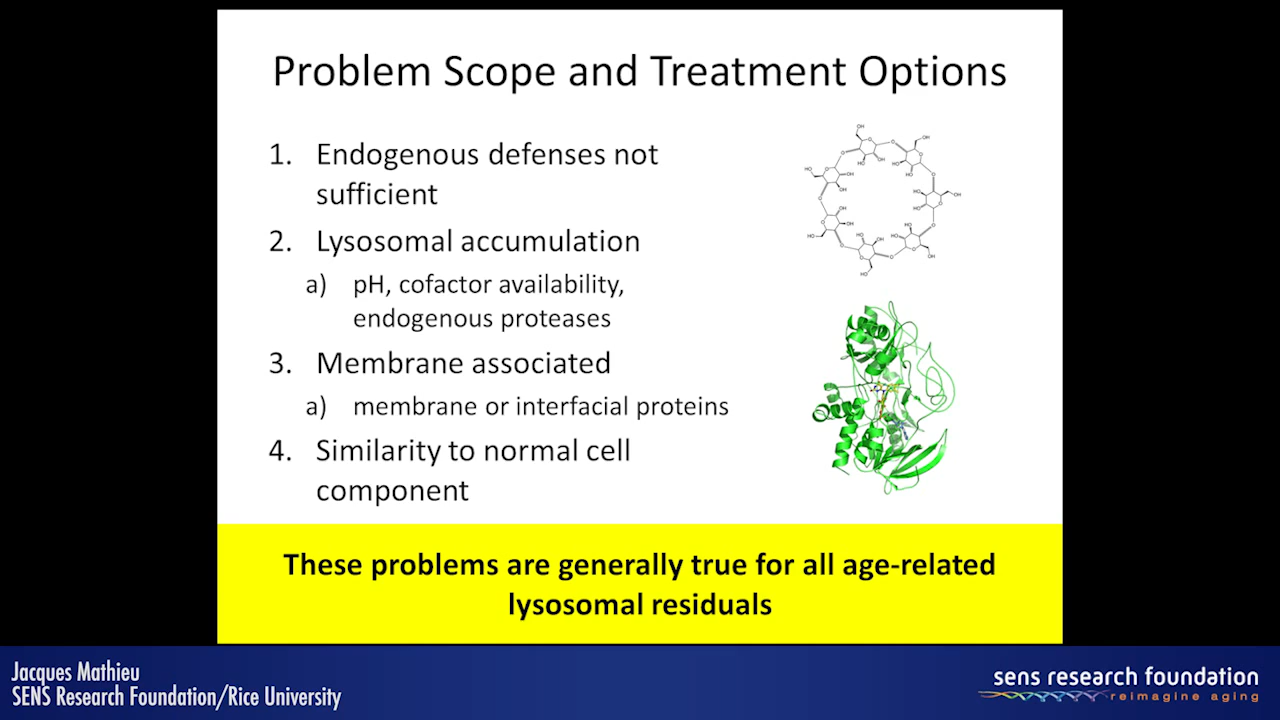 Problem Scope and Treatment Options
1. Endogenous defenses not
sufficient
2. Lysosomal accumulation
a) pH, cofactor availability,
endogenous proteases
3. Membrane associated
a) membrane or interfacial proteins
4. Similarity to normal cell
component
These problems are generally true for all age-related
lysosomal residuals
Jacques Mathieu
SENS Research Foundation/Rice University
sens research foundation
reimagine aging